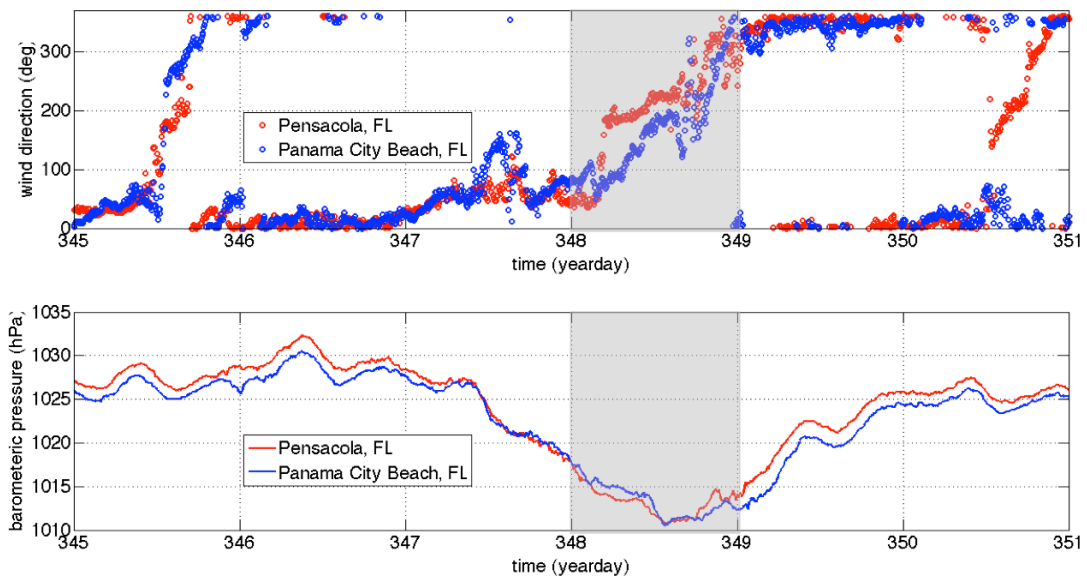 wind direction (deg)
300
200
100
0
Pensacola, FL
Panama City Beach, FL
345 346 347 348 349 350 351
time (yearday)
barometeric pressure (hPa)
1035
1030
1025
1020
1015
1010
Pensacola, FL
Panama City Beach, FL
345 346 347 348 349 350 351
time (yearday)